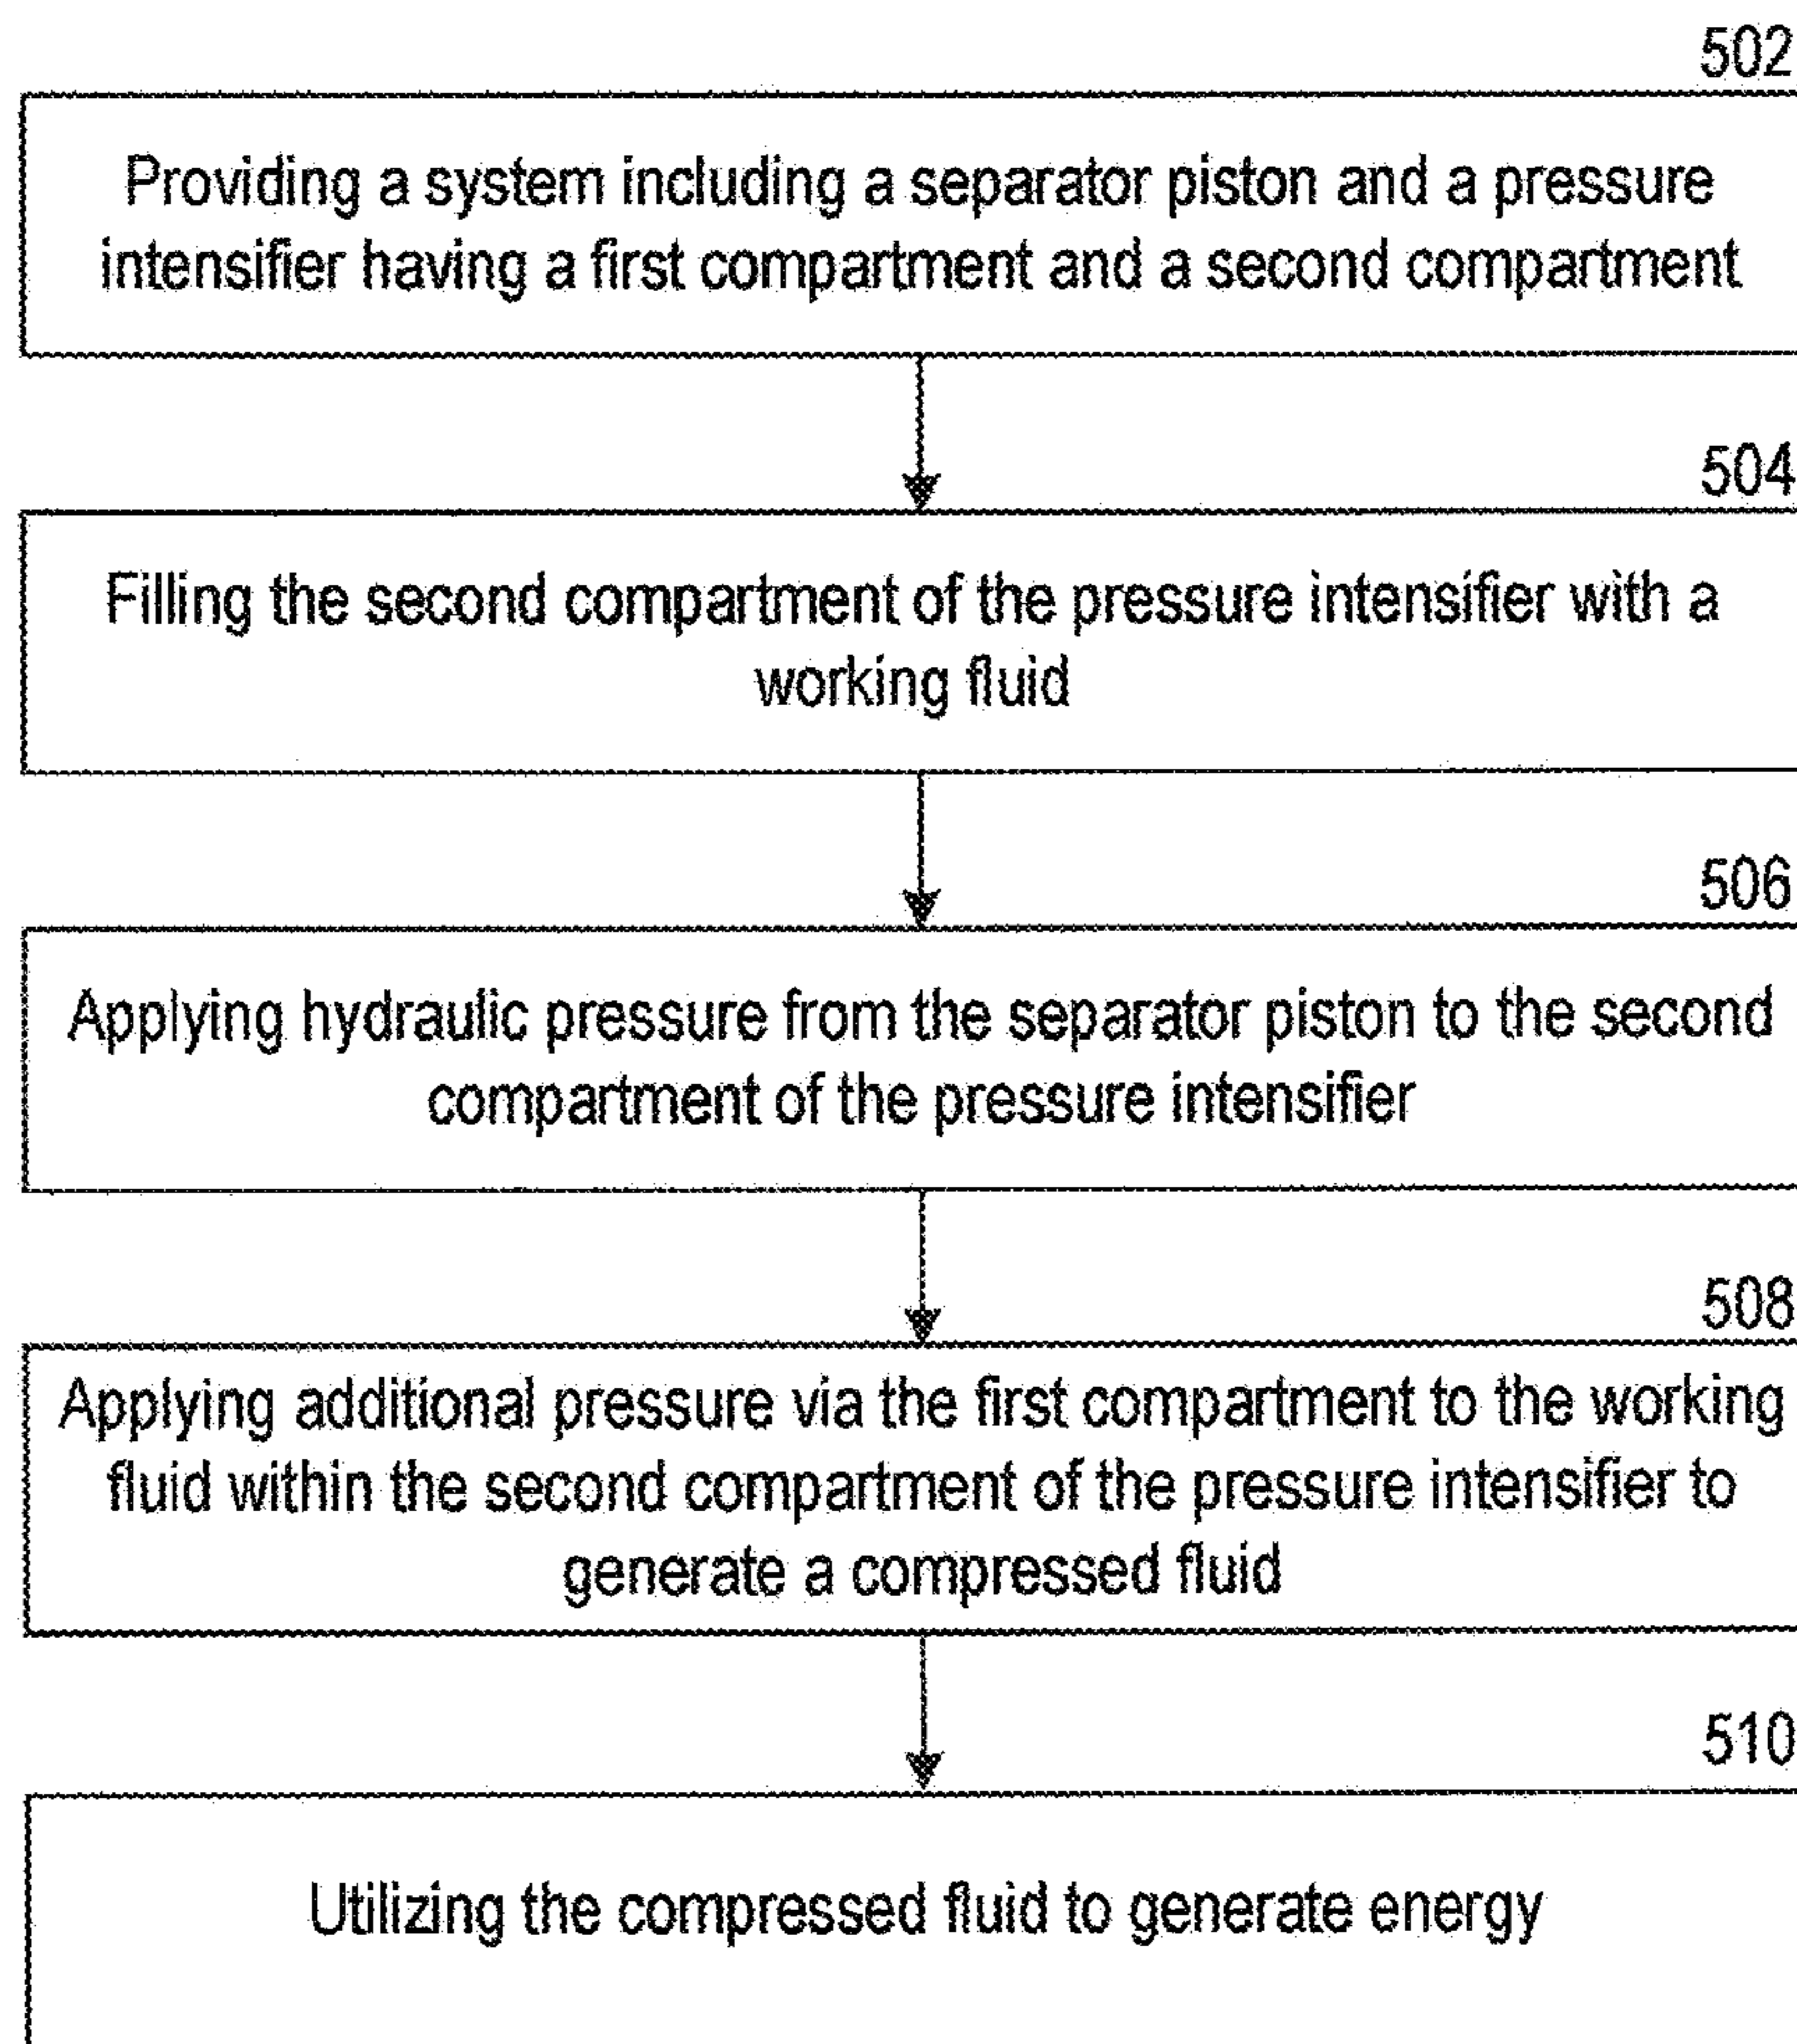 502
Providing a system including a separator piston and a pressure
intensifier having a first compartment and a second compartment
504
Filling the second compartment of the pressure intensifier with a
working fluid
506
Applying hydraulic pressure from the separator piston to the second
compartment of the pressure intensifier
508
Applying additional pressure via the first compartment to the working
fluid within the second compartment of the pressure intensifier to
generate a compressed fluid
510
Utilizing the compressed fluid to generate energy